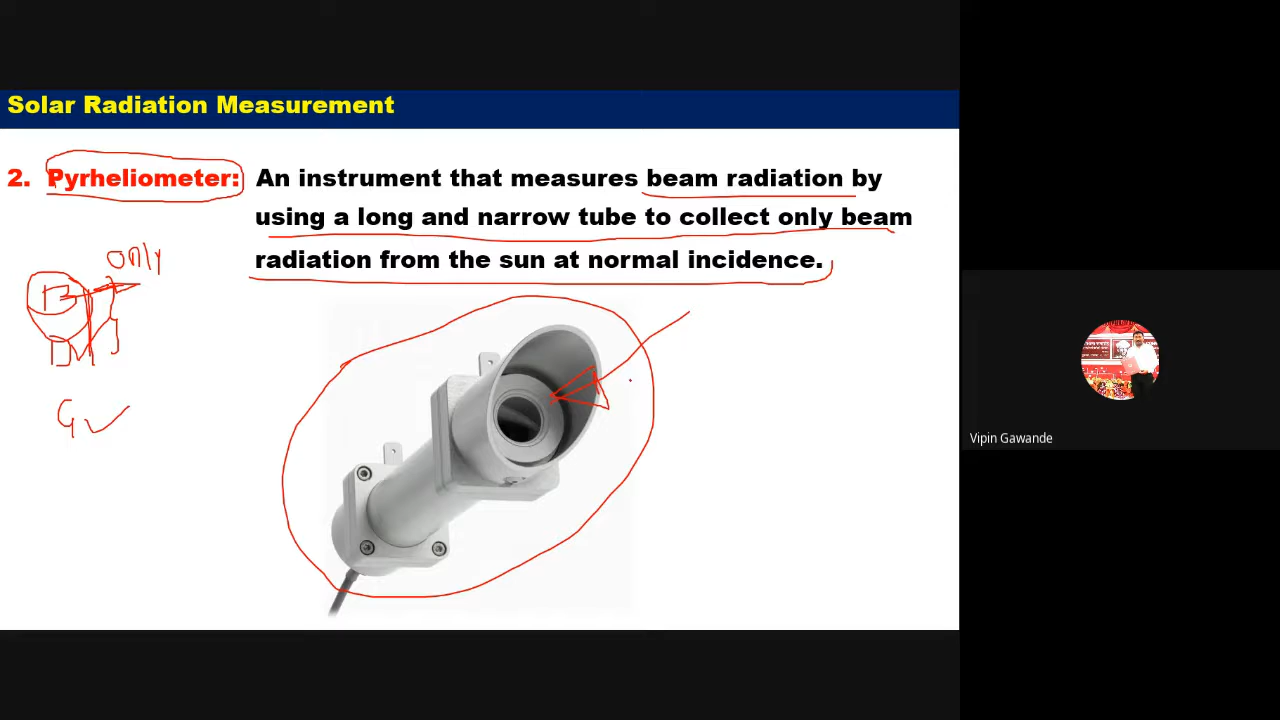 Solar Radiation Measurement
2. Pyrheliometer: An instrument that measures beam radiation by
using a long and narrow tube to collect only beam
radiation from the sun at normal incidence.
only
B
G
Vipin Gawande